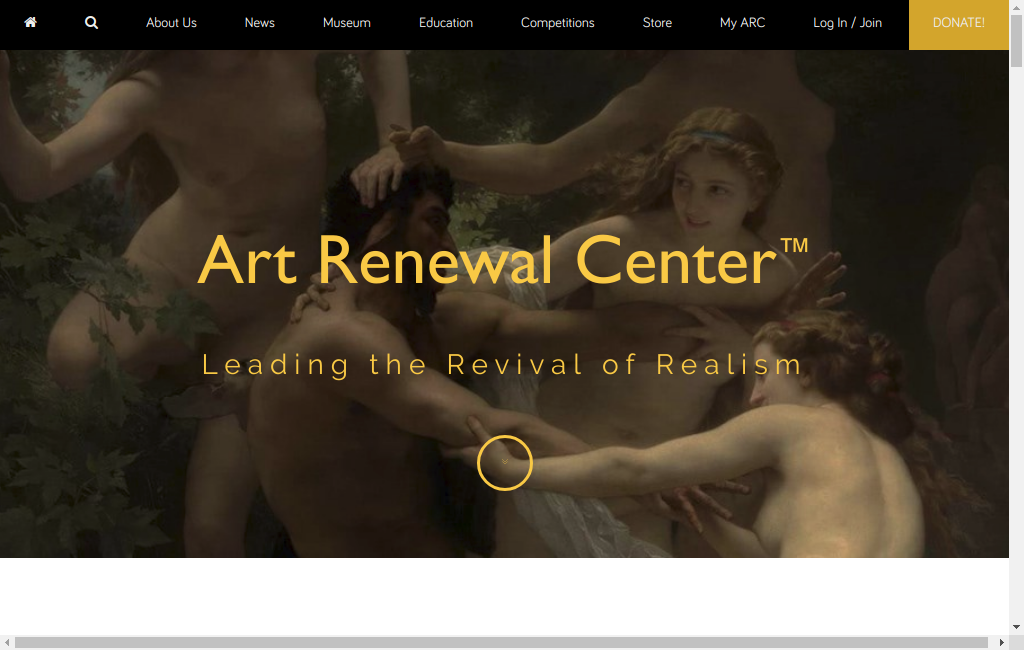 About Us News Museum Education Competitions Store My ARC Log In / Join DONATE!
Art Renewal Center™
Leading the Revival of Realism